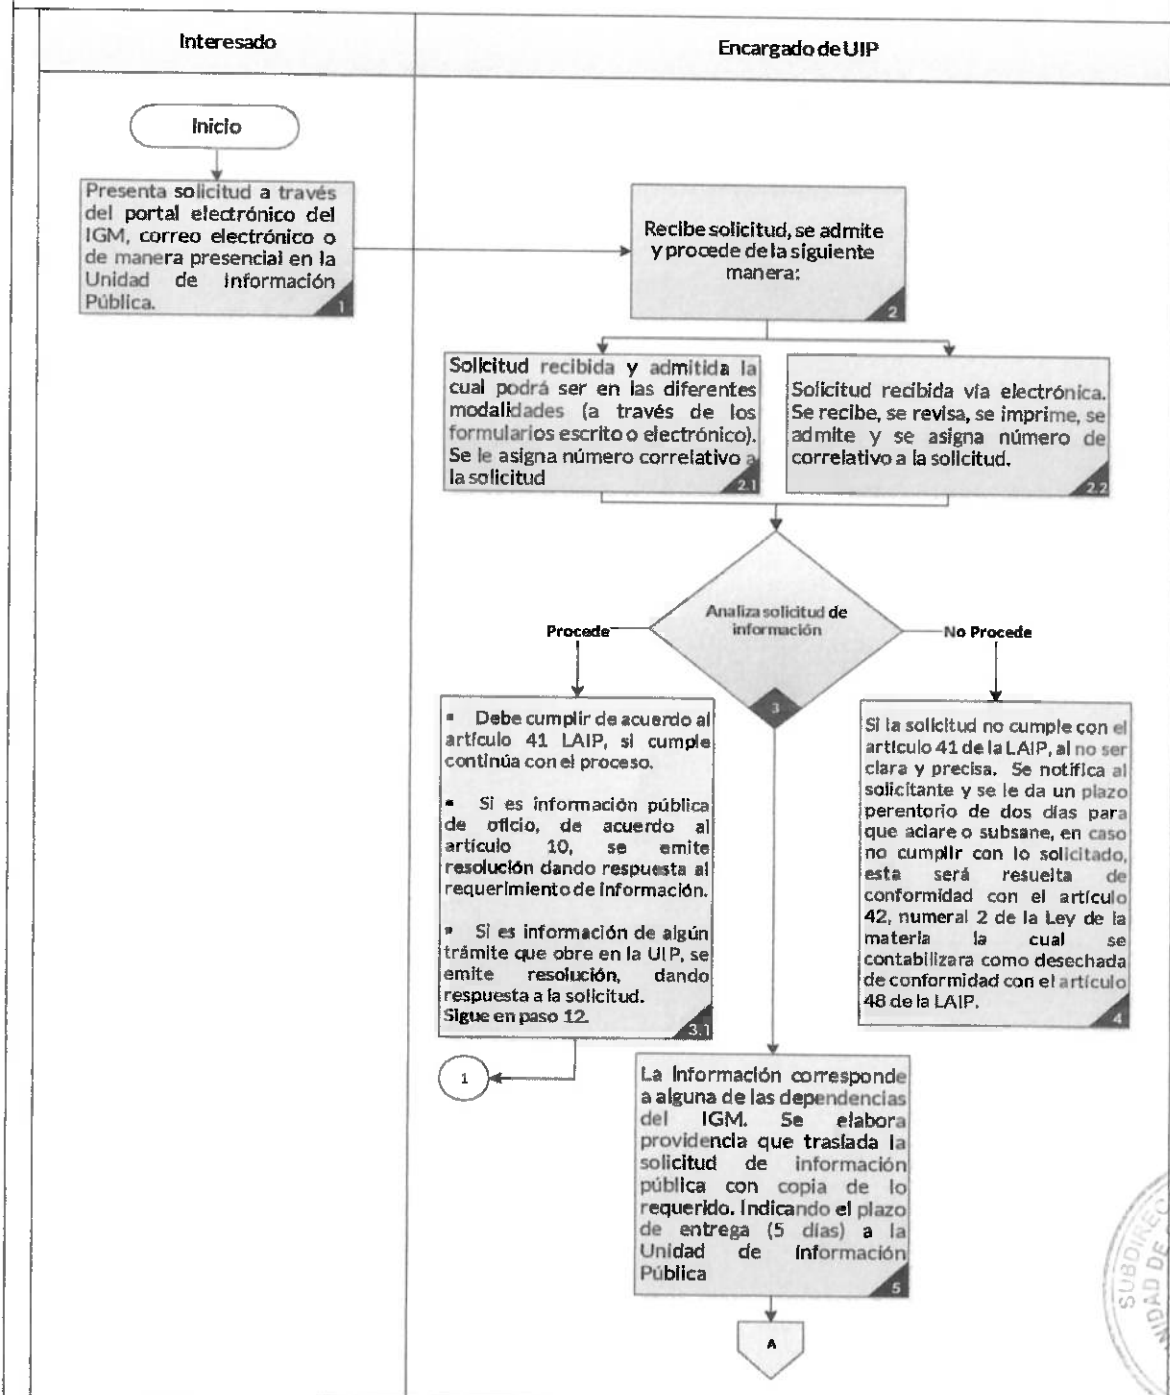 Interesado
Encargado de UIP
Inicio
Presenta solicitud a través
del portal electrónico del
IGM, correo electrónico o
de manera presencial en la
Unidad de Información
Pública.
1
Recibe solicitud, se admite
y procede de la siguiente
manera:
2
Solicitud recibida y admitida la
cual podrá ser en las diferentes
modalidades (a través de los
formularios escrito o electrónico).
Se le asigna número correlativo a
la solicitud
2.1
Solicitud recibida vía electrónica.
Se recibe, se revisa, se imprime, se
admite y se asigna número de
correlativo a la solicitud.
2.2
Analiza solicitud de
información
3
Procede
No Procede
▪ Debe cumplir de acuerdo al
artículo 41 LAIP, si cumple
continúa con el proceso.
▪ Si es información pública
de oficio, de acuerdo al
artículo 10, se emite
resolución dando respuesta al
requerimiento de información.
▪ Si es información de algún
trámite que obre en la UIP, se
emite resolución, dando
respuesta a la solicitud.
Sigue en paso 12.
3.1
Si la solicitud no cumple con el
artículo 41 de la LAIP, al no ser
clara y precisa. Se notifica al
solicitante y se le da un plazo
perentorio de dos días para
que aclare o subsane, en caso
no cumplir con lo solicitado,
esta será resuelta de
conformidad con el artículo
42, numeral 2 de la Ley de la
materia la cual se
contabilizara como desechada
de conformidad con el artículo
48 de la LAIP.
4
1
La Información corresponde
a alguna de las dependencias
del IGM. Se elabora
providencia que traslada la
solicitud de información
pública con copia de lo
requerido. Indicando el plazo
de entrega (5 días) a la
Unidad de Información
Pública
5
A